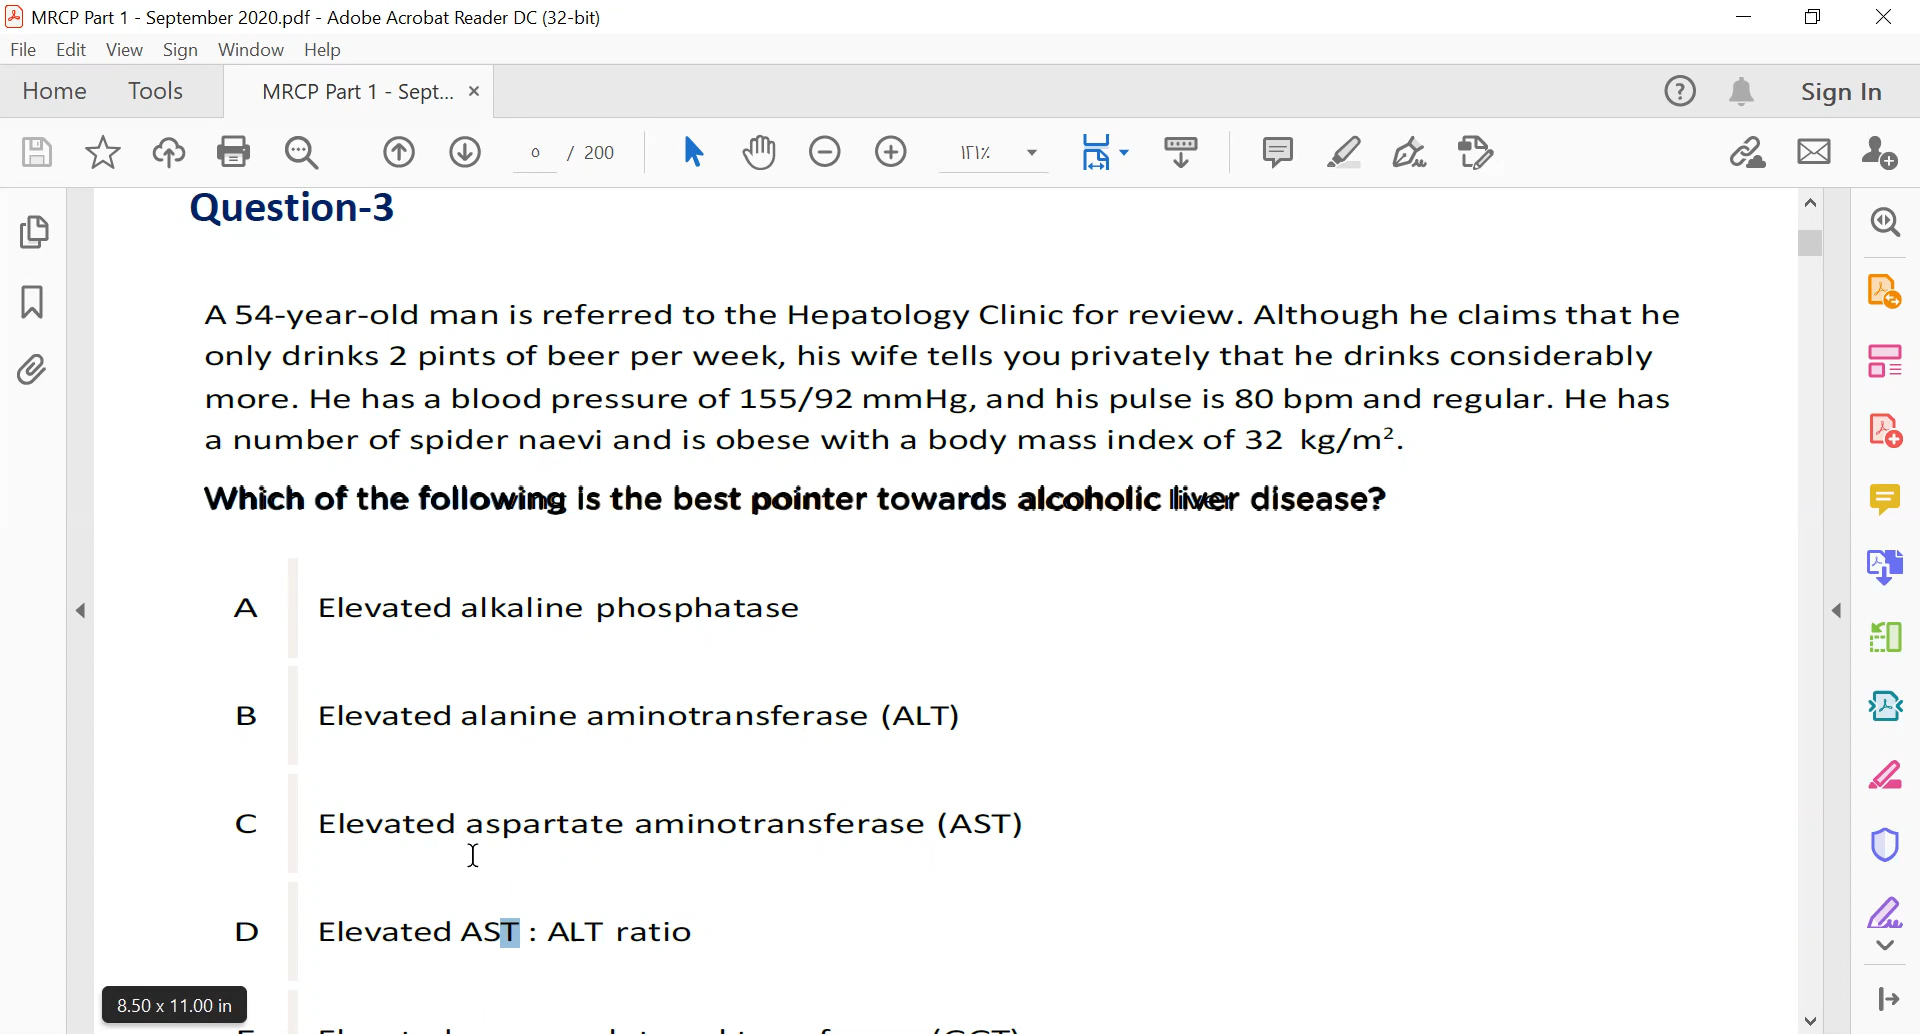 MRCP Part 1 - September 2020.pdf - Adobe Acrobat Reader DC (32-bit)
File Edit View Sign Window Help
Home Tools MRCP Part 1 - Sept... × Sign In
٥ / 200 ١٢١٪
Question-3
A 54-year-old man is referred to the Hepatology Clinic for review. Although he claims that he
only drinks 2 pints of beer per week, his wife tells you privately that he drinks considerably
more. He has a blood pressure of 155/92 mmHg, and his pulse is 80 bpm and regular. He has
a number of spider naevi and is obese with a body mass index of 32 kg/m².
Which of the following is the best pointer towards alcoholic liver disease?
A Elevated alkaline phosphatase
B Elevated alanine aminotransferase (ALT)
C Elevated aspartate aminotransferase (AST)
D Elevated AST : ALT ratio
8.50 x 11.00 in